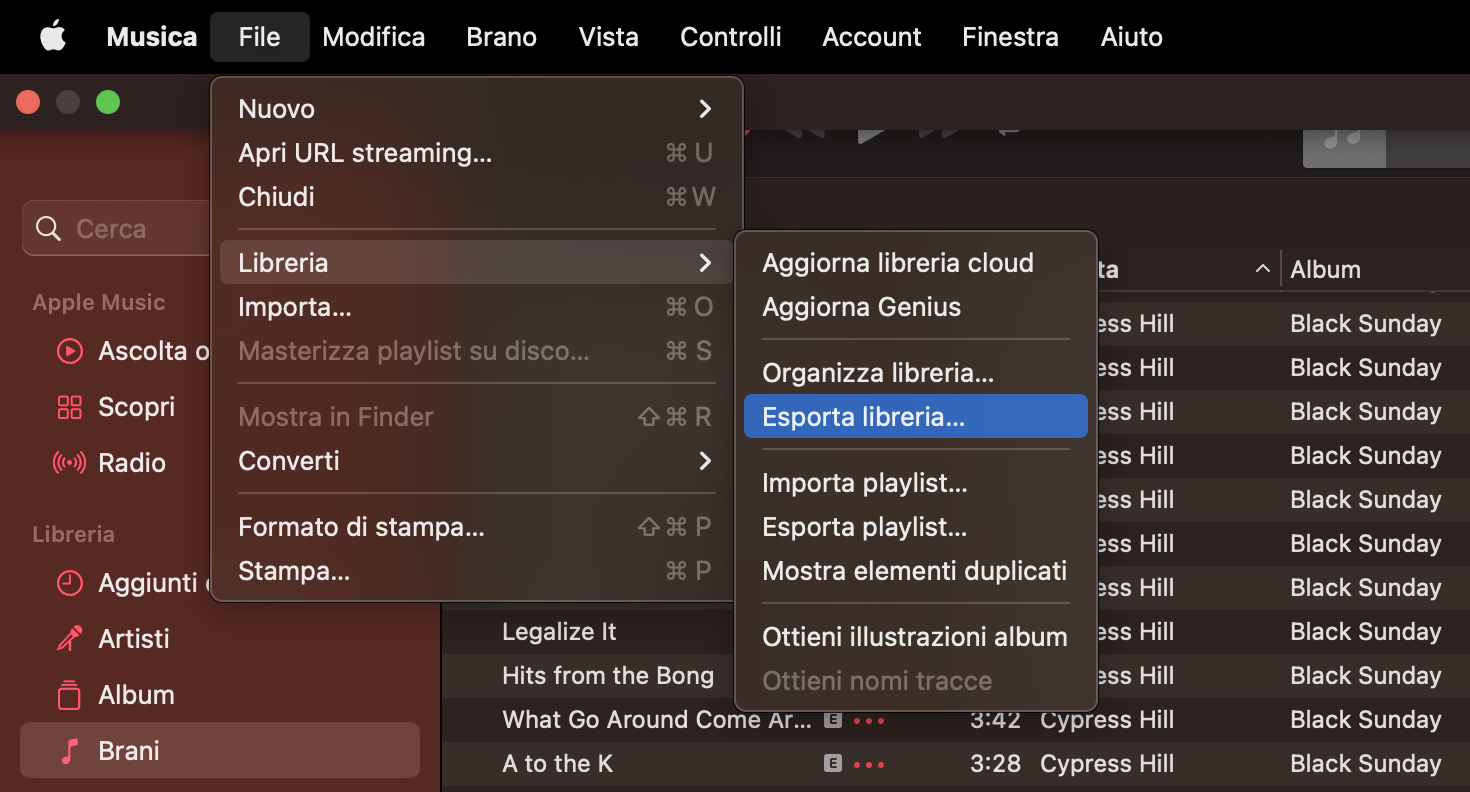 Musica File Modifica Brano Vista Controlli Account Finestra Aiuto
Nuovo
Apri URL streaming... ⌘ U
Chiudi ⌘ W
Libreria
Importa... ⌘ O
Masterizza playlist su disco... ⌘ S
Mostra in Finder ⇧ ⌘ R
Converti
Formato di stampa... ⇧ ⌘ P
Stampa... ⌘ P
Aggiorna libreria cloud
Aggiorna Genius
Organizza libreria...
Esporta libreria...
Importa playlist...
Esporta playlist...
Mostra elementi duplicati
Ottieni illustrazioni album
Ottieni nomi tracce
Cerca
Apple Music
Ascolta o
Scopri
Radio
Libreria
Aggiunti
Artisti
Album
Brani
ta Album
ess Hill Black Sunday
ess Hill Black Sunday
ess Hill Black Sunday
ess Hill Black Sunday
ess Hill Black Sunday
ess Hill Black Sunday
ess Hill Black Sunday
Legalize It ess Hill Black Sunday
Hits from the Bong ess Hill Black Sunday
What Go Around Come Ar... E 3:42 Cypress Hill Black Sunday
A to the K E 3:28 Cypress Hill Black Sunday